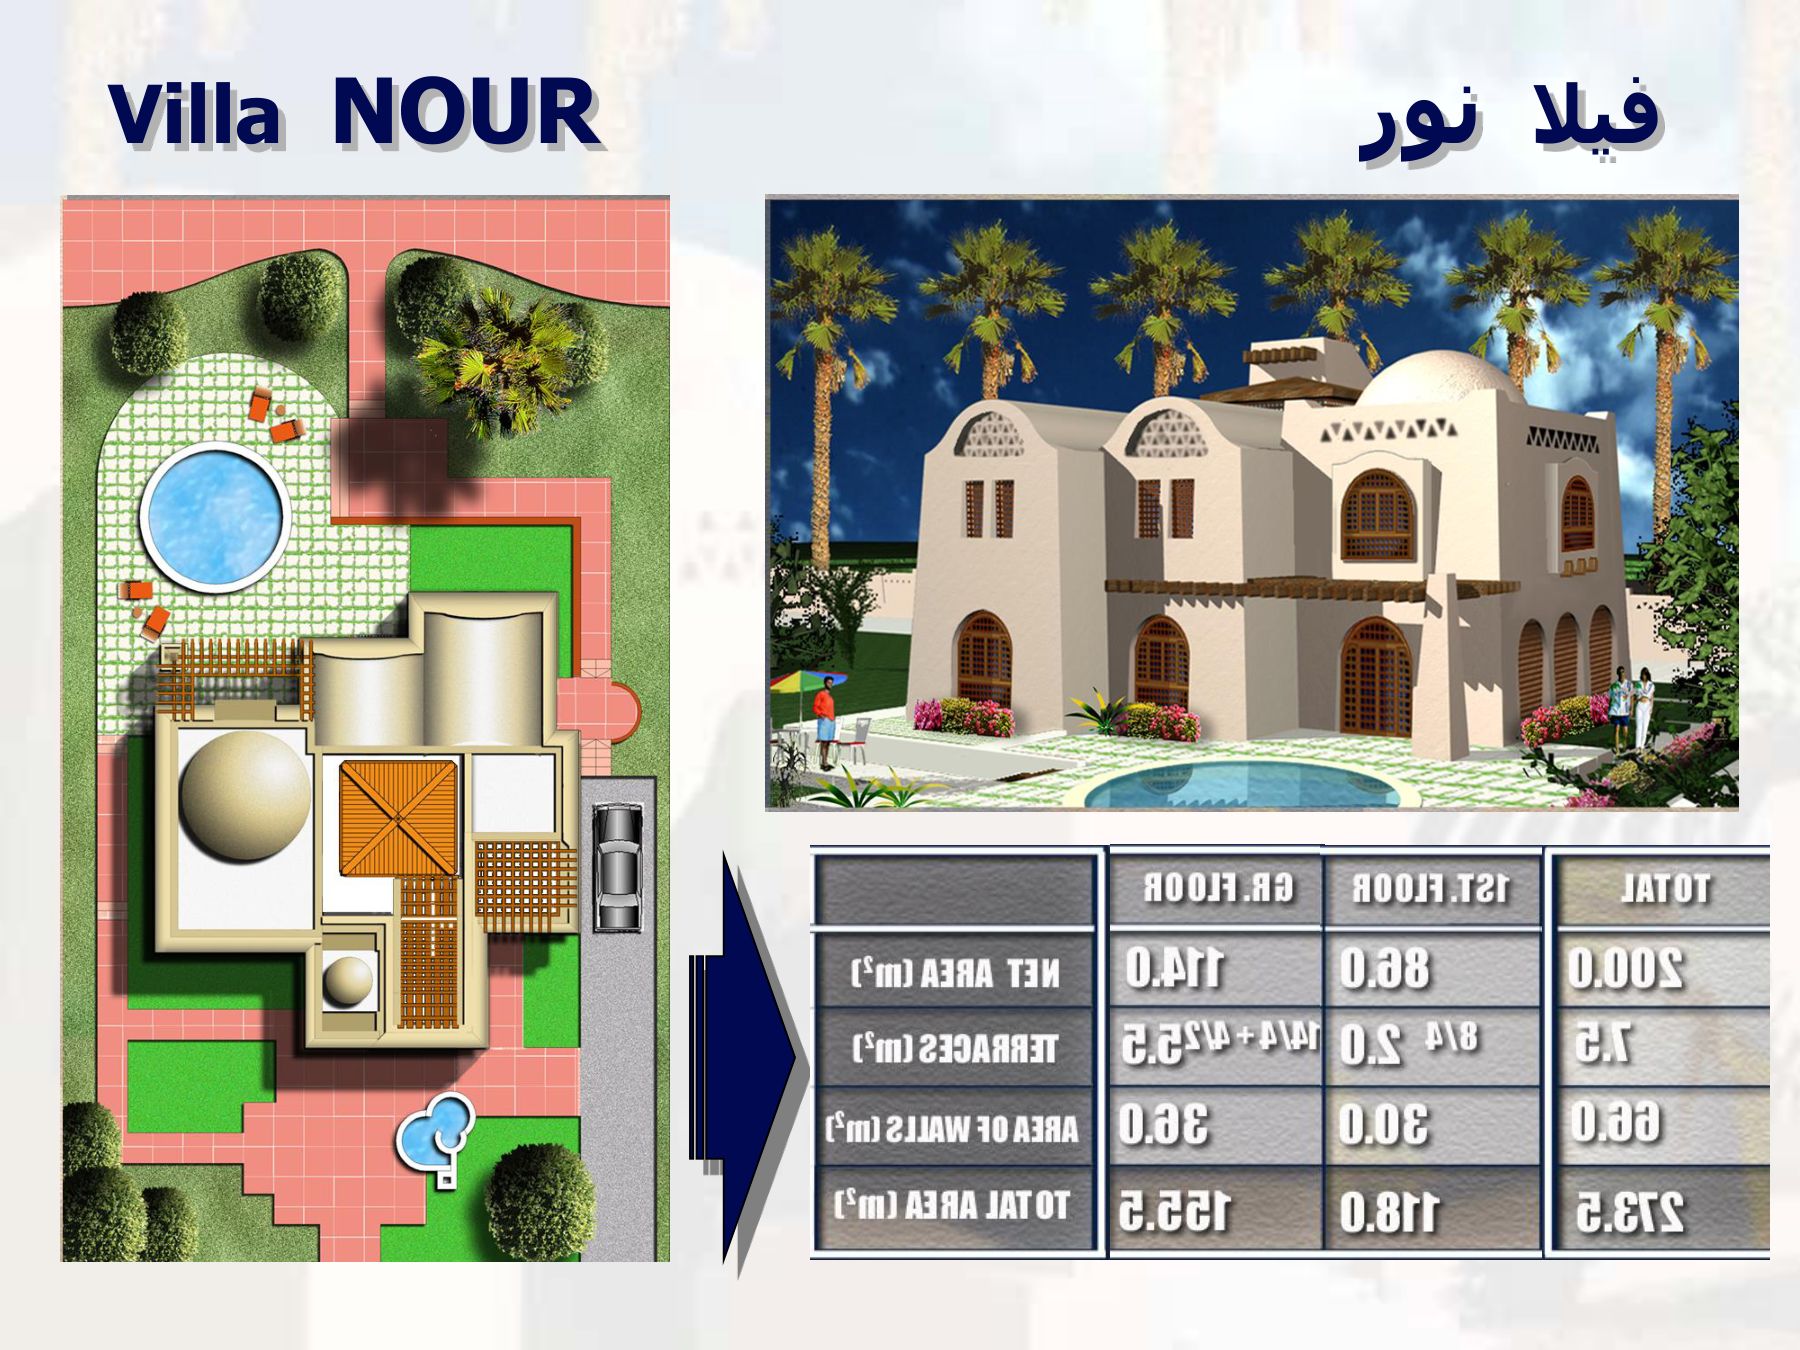 Villa NOUR
فيلا نور
GR.FLOOR 1ST.FLOOR TOTAL
NET AREA (m²) 114.0 86.0 200.0
TERRACES (m²) 5.5 14/4+4/2 2.0 8/4 7.5
AREA OF WALLS (m²) 36.0 30.0 66.0
TOTAL AREA (m²) 155.5 118.0 273.5